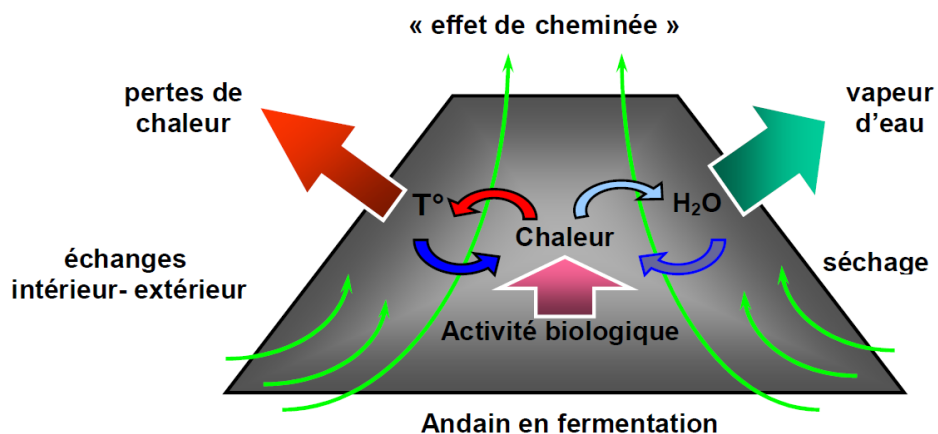 « effet de cheminée »
pertes de
chaleur
vapeur
d’eau
T°
H₂O
Chaleur
échanges
intérieur- extérieur
séchage
Activité biologique
Andain en fermentation